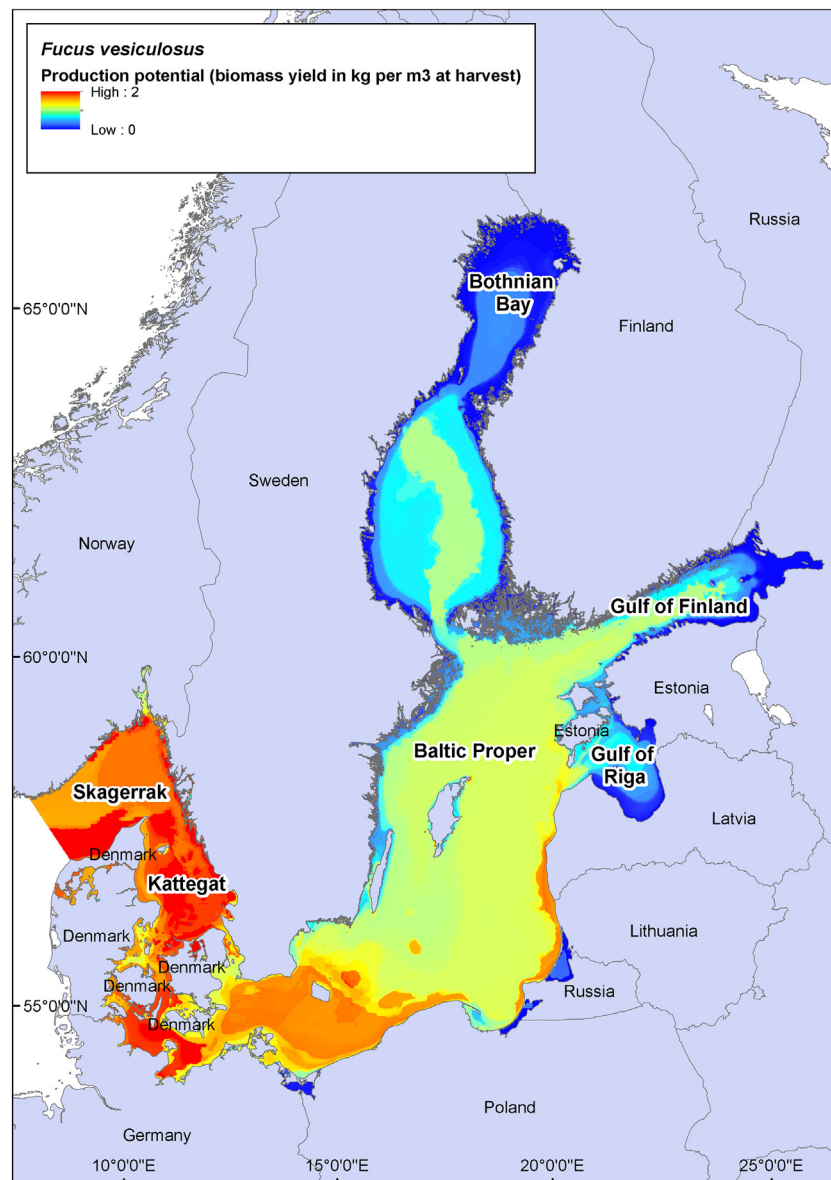 Fucus vesiculosus
Production potential (biomass yield in kg per m3 at harvest)
High : 2
Low : 0
Russia
Bothnian
Bay
65°0'0"N
Finland
Sweden
Norway
Gulf of Finland
60°0'0"N
Estonia
Estonia
Baltic Proper
Gulf of
Riga
Skagerrak
Latvia
Denmark
Kattegat
Denmark
Lithuania
Denmark
Denmark
Russia
55°0'0"N
Denmark
Poland
Germany
10°0'0"E
15°0'0"E
20°0'0"E
25°0'0"E